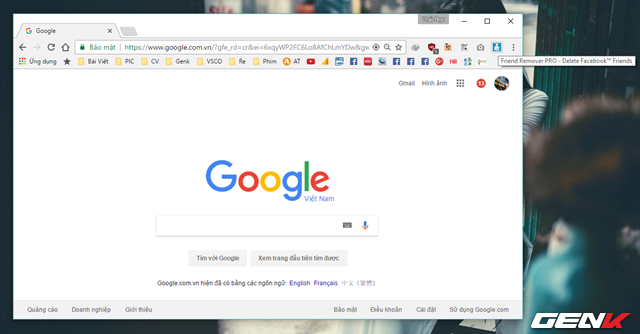 Thái Học
Google
Bảo mật
https://www.google.com.vn/?gfe_rd=cr&ei=6xqyWP2FC6Lo8AfChLmYDw&gw
Ứng dụng
Bài Viết
PIC
CV
Genk
VSCO
Re
Phim
AT
Friend Remover PRO - Delete Facebook™ Friends
Gmail
Hình ảnh
13
Google
Việt Nam
Tìm với Google
Xem trang đầu tiên tìm được
Google.com.vn hiện đã có bằng các ngôn ngữ: English Français 中文（繁體）
Quảng cáo
Doanh nghiệp
Giới thiệu
Bảo mật
Điều khoản
Cài đặt
Sử dụng Google.com
GENK